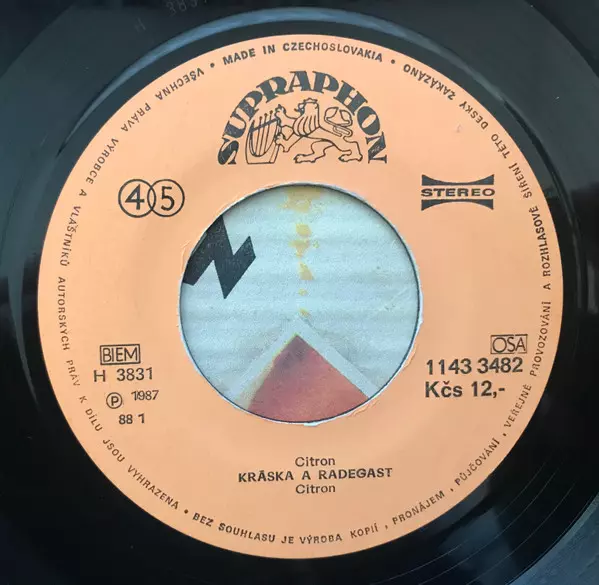 H 383
• MADE IN CZECHOSLOVAKIA •
VŠECHNA PRÁVA VÝROBCE A VLASTNÍKŮ AUTORSKÝCH PRÁV K DÍLU JSOU VYHRAZENA • BEZ SOUHLASU JE VÝROBA KOPIÍ, PRONÁJEM, PŮJČOVÁNÍ, VEŘEJNÉ PROVOZOVÁNÍ A ROZHLASOVÉ ŠÍŘENÍ TÉTO DESKY ZAKÁZÁNO
SUPRAPHON
45
STEREO
BIEM
H 3831
Ⓟ 1987
88 1
OSA
1143 3482
Kčs 12,-
Citron
KRÁSKA A RADEGAST
Citron